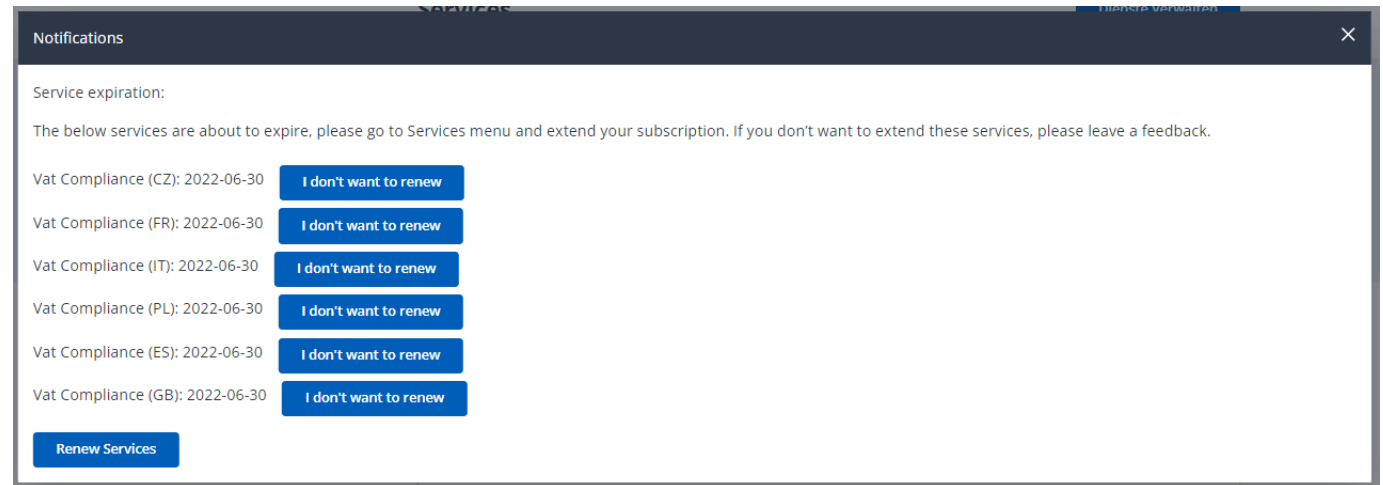 Services
Dienste verwalten
Notifications
Service expiration:
The below services are about to expire, please go to Services menu and extend your subscription. If you don't want to extend these services, please leave a feedback.
Vat Compliance (CZ): 2022-06-30 I don't want to renew
Vat Compliance (FR): 2022-06-30 I don't want to renew
Vat Compliance (IT): 2022-06-30 I don't want to renew
Vat Compliance (PL): 2022-06-30 I don't want to renew
Vat Compliance (ES): 2022-06-30 I don't want to renew
Vat Compliance (GB): 2022-06-30 I don't want to renew
Renew Services